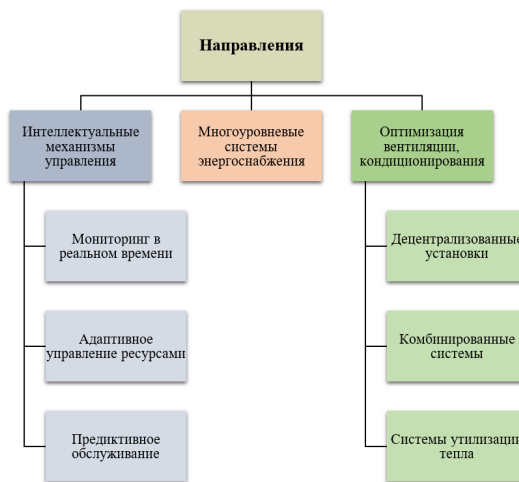 Направления
Интеллектуальные
механизмы
управления
Многоуровневые
системы
энергоснабжения
Оптимизация
вентиляции,
кондиционирования
Мониторинг в
реальном времени
Адаптивное
управление ресурсами
Предиктивное
обслуживание
Децентрализованные
установки
Комбинированные
системы
Системы утилизации
тепла